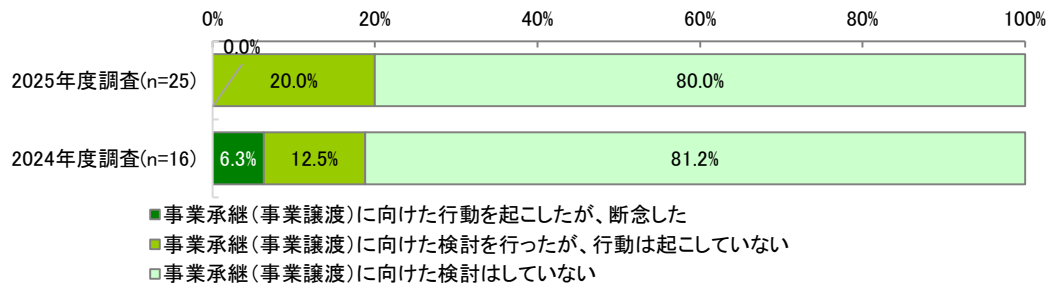 0% 20% 40% 60% 80% 100%
0.0%
2025年度調査(n=25) 20.0% 80.0%
2024年度調査(n=16) 6.3% 12.5% 81.2%
事業承継(事業譲渡)に向けた行動を起こしたが、断念した
事業承継(事業譲渡)に向けた検討を行ったが、行動は起こしていない
事業承継(事業譲渡)に向けた検討はしていない